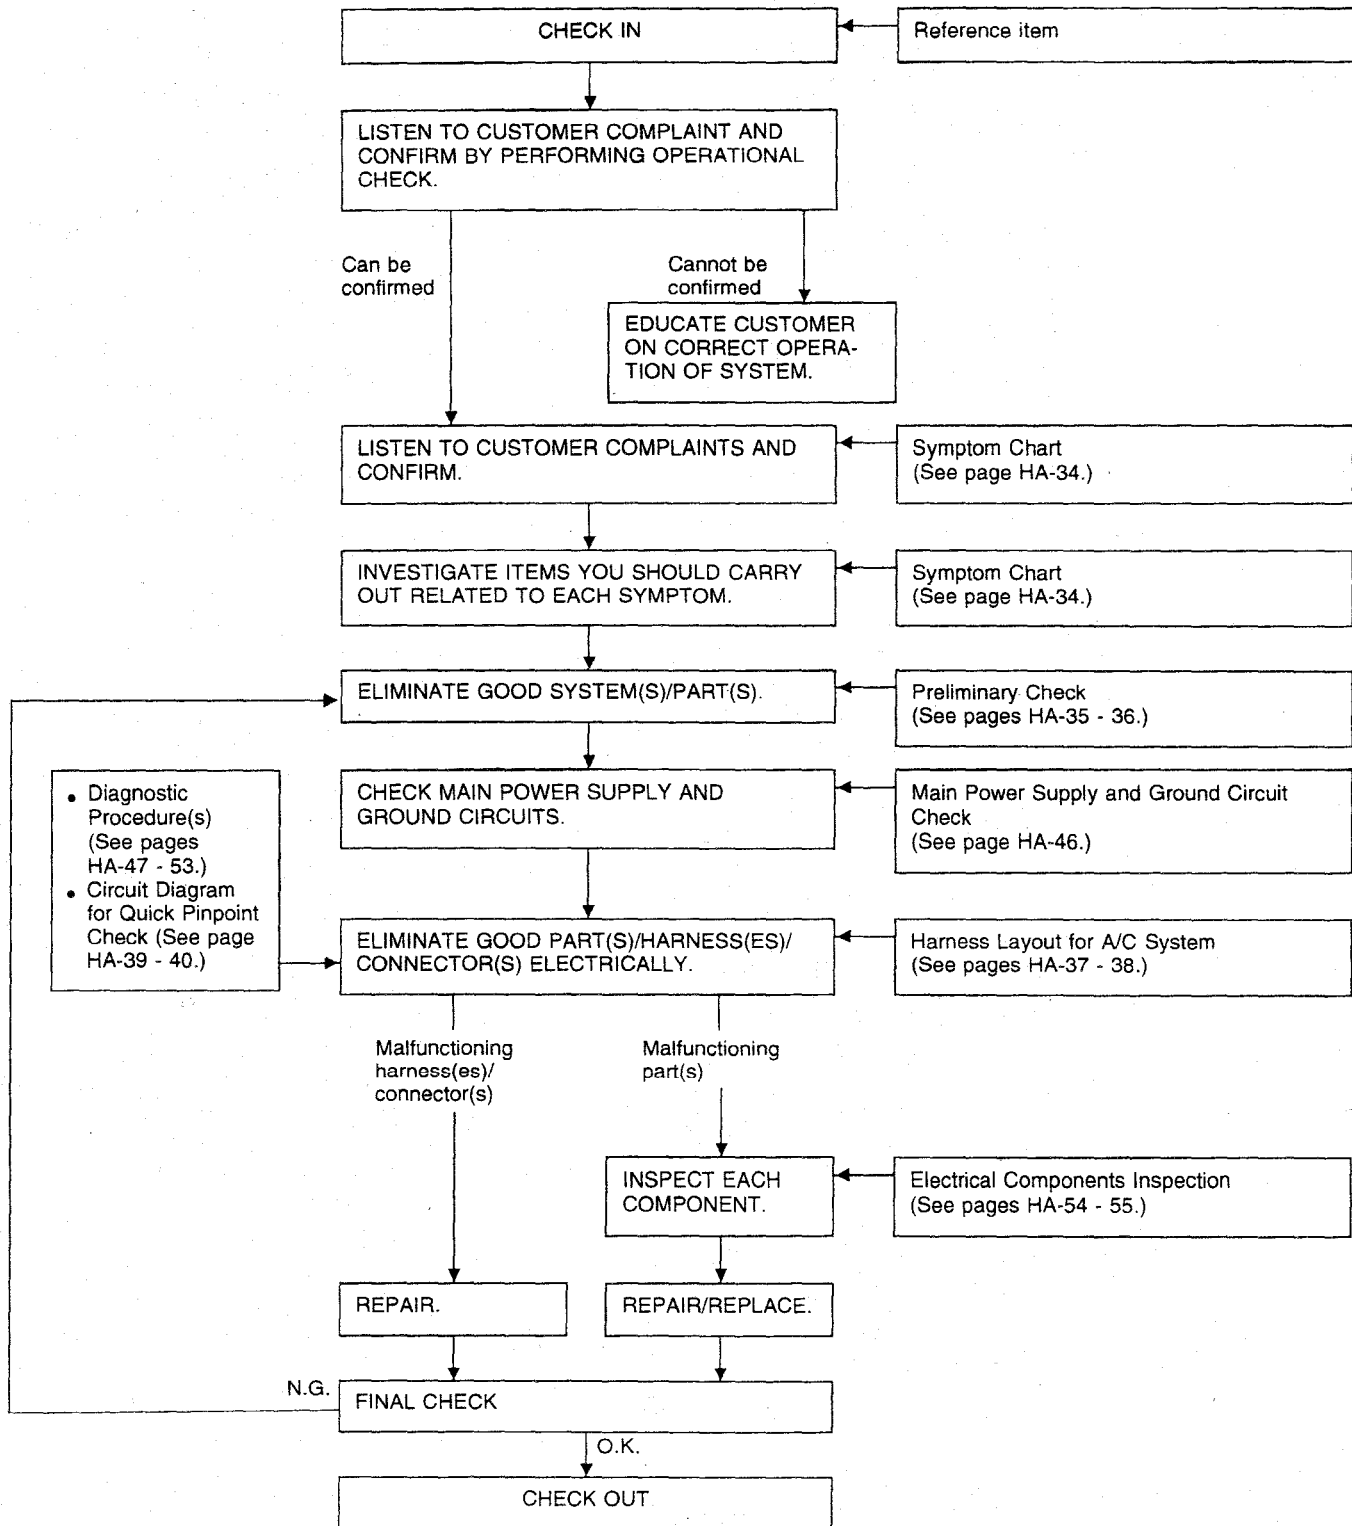 CHECK IN
Reference item
LISTEN TO CUSTOMER COMPLAINT AND
CONFIRM BY PERFORMING OPERATIONAL
CHECK.
Can be
confirmed
Cannot be
confirmed
EDUCATE CUSTOMER
ON CORRECT OPERA-
TION OF SYSTEM.
LISTEN TO CUSTOMER COMPLAINTS AND
CONFIRM.
Symptom Chart
(See page HA-34.)
INVESTIGATE ITEMS YOU SHOULD CARRY
OUT RELATED TO EACH SYMPTOM.
Symptom Chart
(See page HA-34.)
ELIMINATE GOOD SYSTEM(S)/PART(S).
Preliminary Check
(See pages HA-35 - 36.)
CHECK MAIN POWER SUPPLY AND
GROUND CIRCUITS.
Main Power Supply and Ground Circuit
Check
(See page HA-46.)
• Diagnostic
Procedure(s)
(See pages
HA-47 - 53.)
• Circuit Diagram
for Quick Pinpoint
Check (See page
HA-39 - 40.)
ELIMINATE GOOD PART(S)/HARNESS(ES)/
CONNECTOR(S) ELECTRICALLY.
Harness Layout for A/C System
(See pages HA-37 - 38.)
Malfunctioning
harness(es)/
connector(s)
Malfunctioning
part(s)
INSPECT EACH
COMPONENT.
Electrical Components Inspection
(See pages HA-54 - 55.)
REPAIR.
REPAIR/REPLACE.
N.G.
FINAL CHECK
O.K.
CHECK OUT